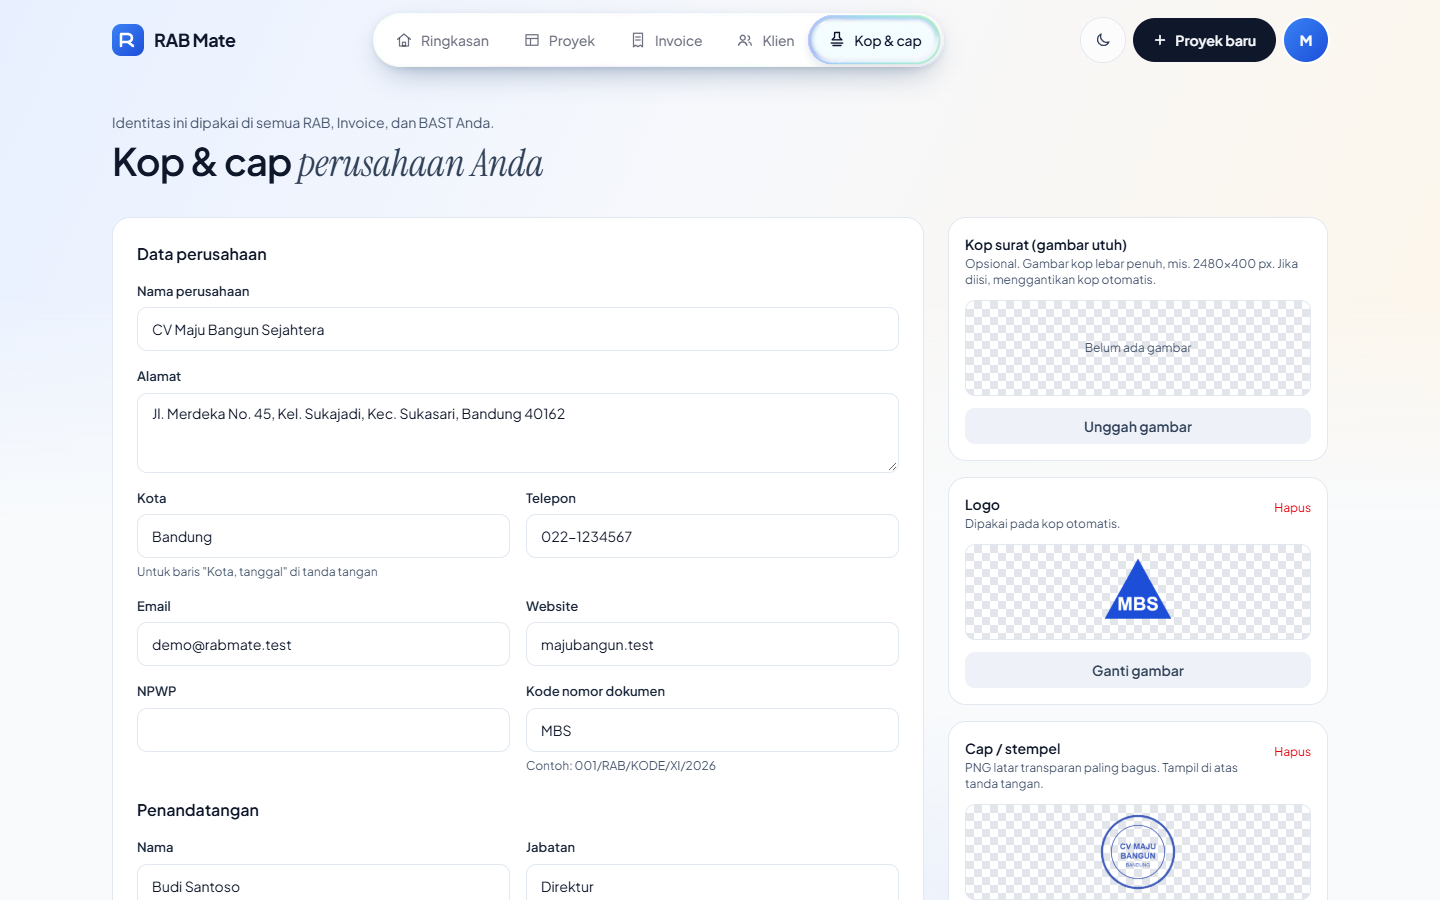 RAB Mate
Ringkasan
Proyek
Invoice
Klien
Kop & cap
Proyek baru
M
Identitas ini dipakai di semua RAB, Invoice, dan BAST Anda.
Kop & cap perusahaan Anda
Data perusahaan
Nama perusahaan
CV Maju Bangun Sejahtera
Alamat
Jl. Merdeka No. 45, Kel. Sukajadi, Kec. Sukasari, Bandung 40162
Kota
Telepon
Bandung
022-1234567
Untuk baris "Kota, tanggal" di tanda tangan
Email
Website
demo@rabmate.test
majubangun.test
NPWP
Kode nomor dokumen
MBS
Contoh: 001/RAB/KODE/XI/2026
Penandatangan
Nama
Jabatan
Budi Santoso
Direktur
Kop surat (gambar utuh)
Opsional. Gambar kop lebar penuh, mis. 2480×400 px. Jika
diisi, menggantikan kop otomatis.
Belum ada gambar
Unggah gambar
Logo
Hapus
Dipakai pada kop otomatis.
MBS
Ganti gambar
Cap / stempel
Hapus
PNG latar transparan paling bagus. Tampil di atas
tanda tangan.
CV MAJU
BANGUN
BANDUNG